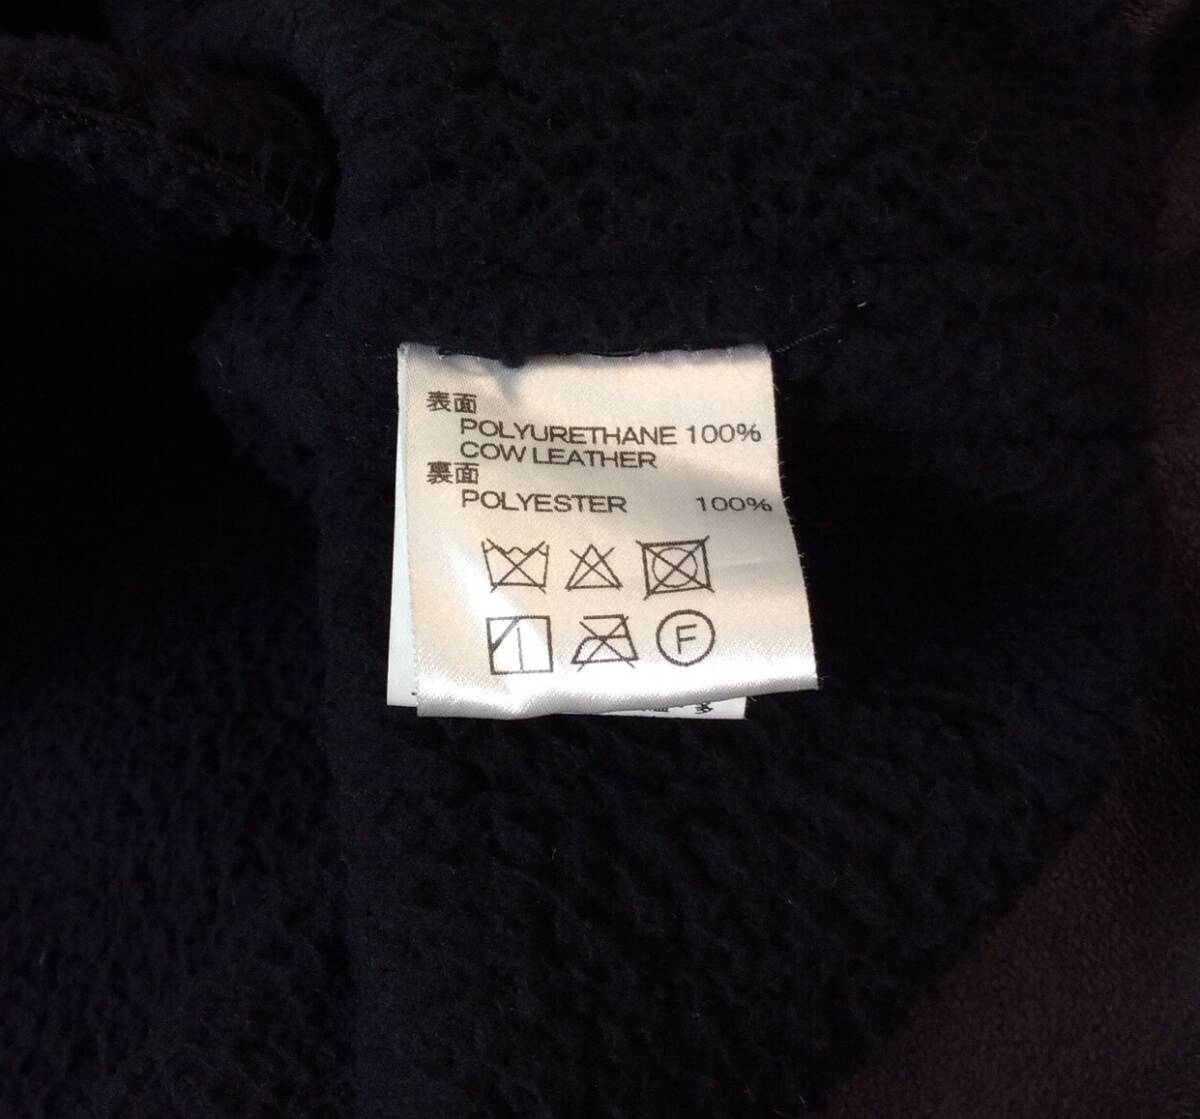 表面
POLYURETHANE 100%
COW LEATHER
裏面
POLYESTER 100%
F